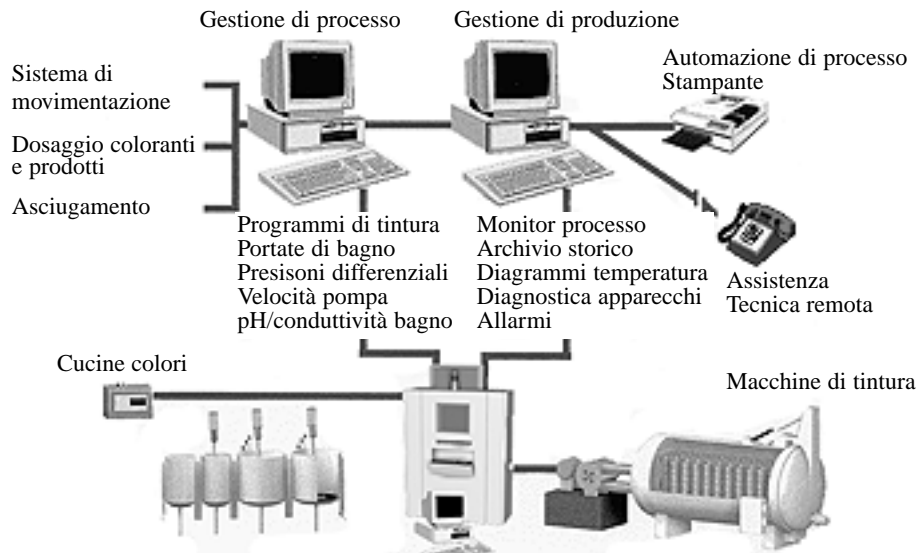 Gestione di processo
Gestione di produzione
Automazione di processo
Stampante
Sistema di
movimentazione
Dosaggio coloranti
e prodotti
Asciugamento
Programmi di tintura
Portate di bagno
Presisoni differenziali
Velocità pompa
pH/conduttività bagno
Monitor processo
Archivio storico
Diagrammi temperatura
Diagnostica apparecchi
Allarmi
Assistenza
Tecnica remota
Cucine colori
Macchine di tintura